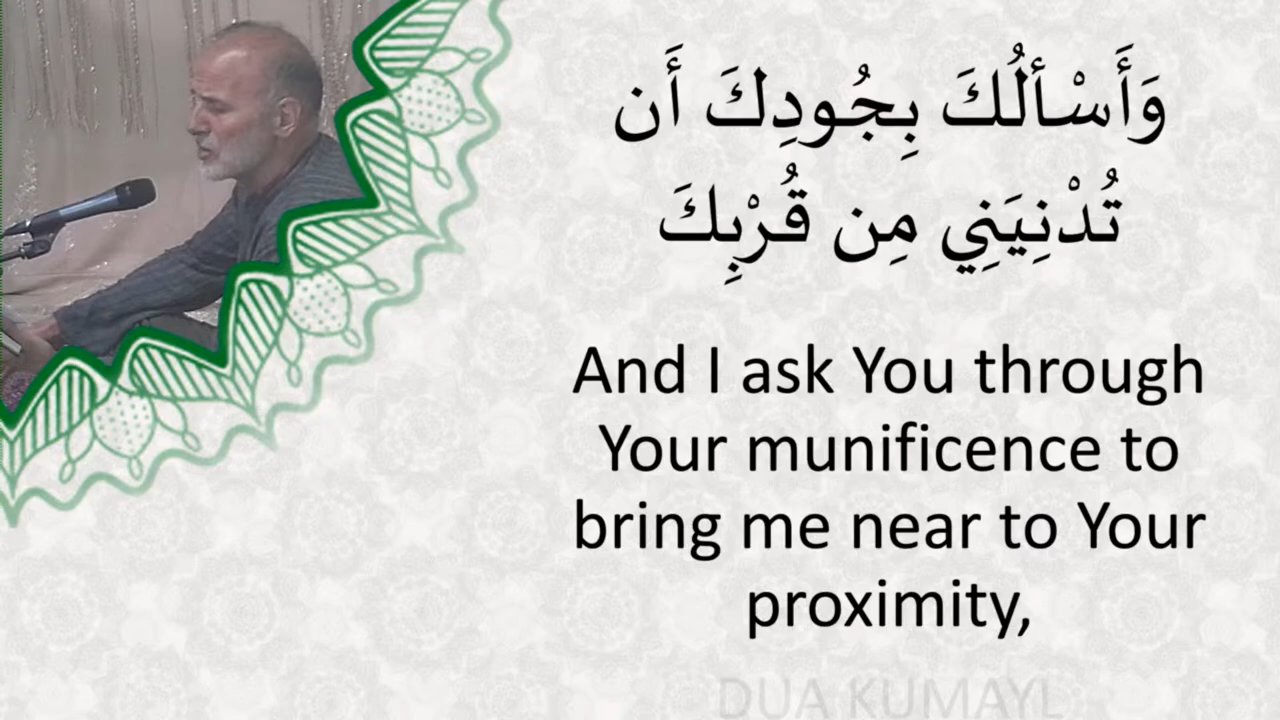 وَأَسْأَلُكَ بِجُودِكَ أَن
تُدْنِيَنِي مِن قُرْبِكَ
And I ask You through
Your munificence to
bring me near to Your
proximity,
DUA KUMAYL